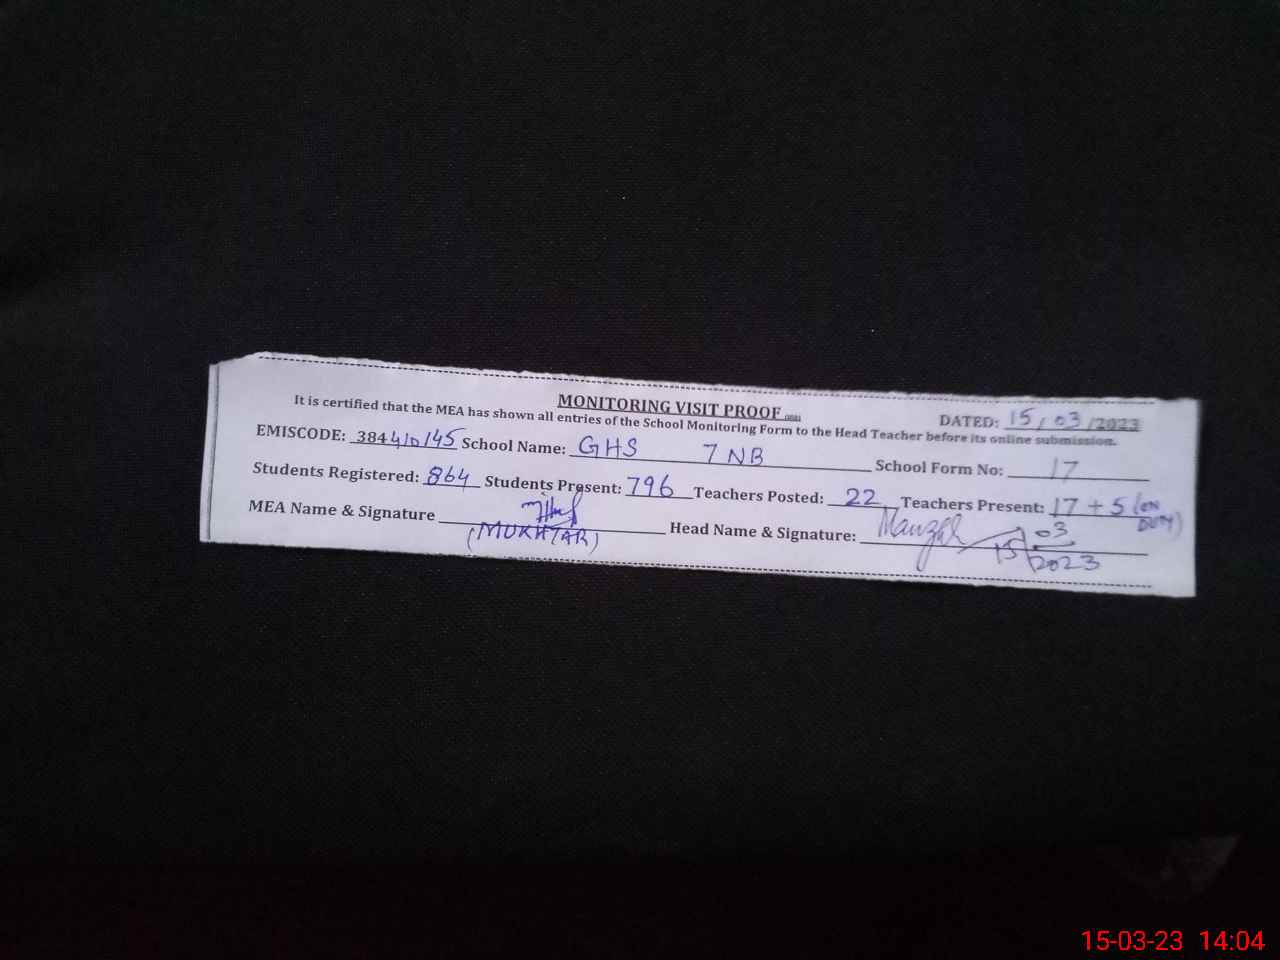 MONITORING VISIT PROOF
DATED: 15/03/2023
It is certified that the MEA has shown all entries of the School Monitoring Form to the Head Teacher before its online submission.
EMISCODE: 38410145 School Name: GHS 7 NB School Form No: 17
Students Registered: 864 Students Present: 796 Teachers Posted: 22 Teachers Present: 17 + 5 (ON DUTY)
MEA Name & Signature (MUKHTAR) Head Name & Signature: 15/03/2023
15-03-23 14:04